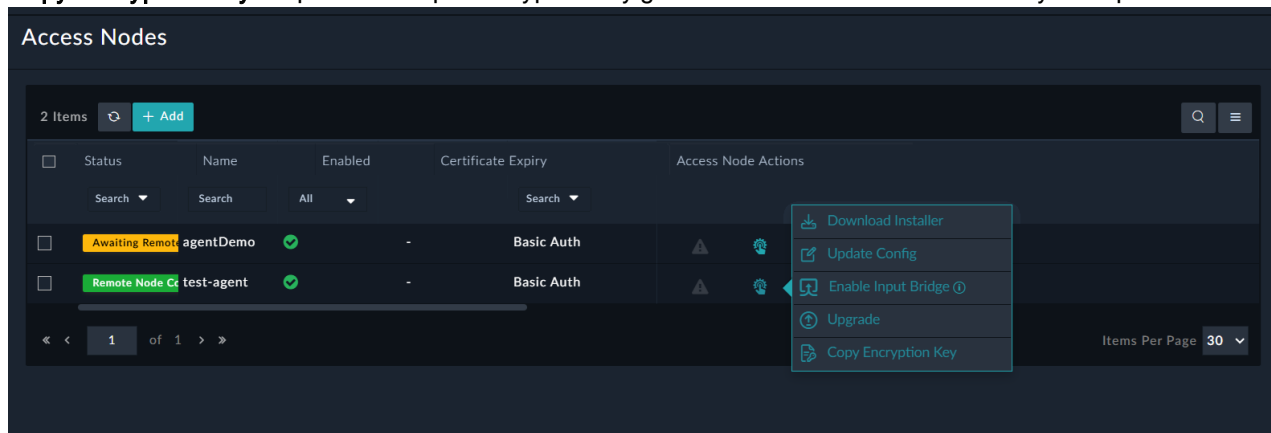 Access Nodes
2 Items + Add
Status Name Enabled Certificate Expiry Access Node Actions
Search Search All Search
Download Installer
Awaiting Remote agentDemo - Basic Auth
Update Config
Remote Node Co test-agent - Basic Auth
Enable Input Bridge
Upgrade
« < 1 of 1 > »
Items Per Page 30
Copy Encryption Key